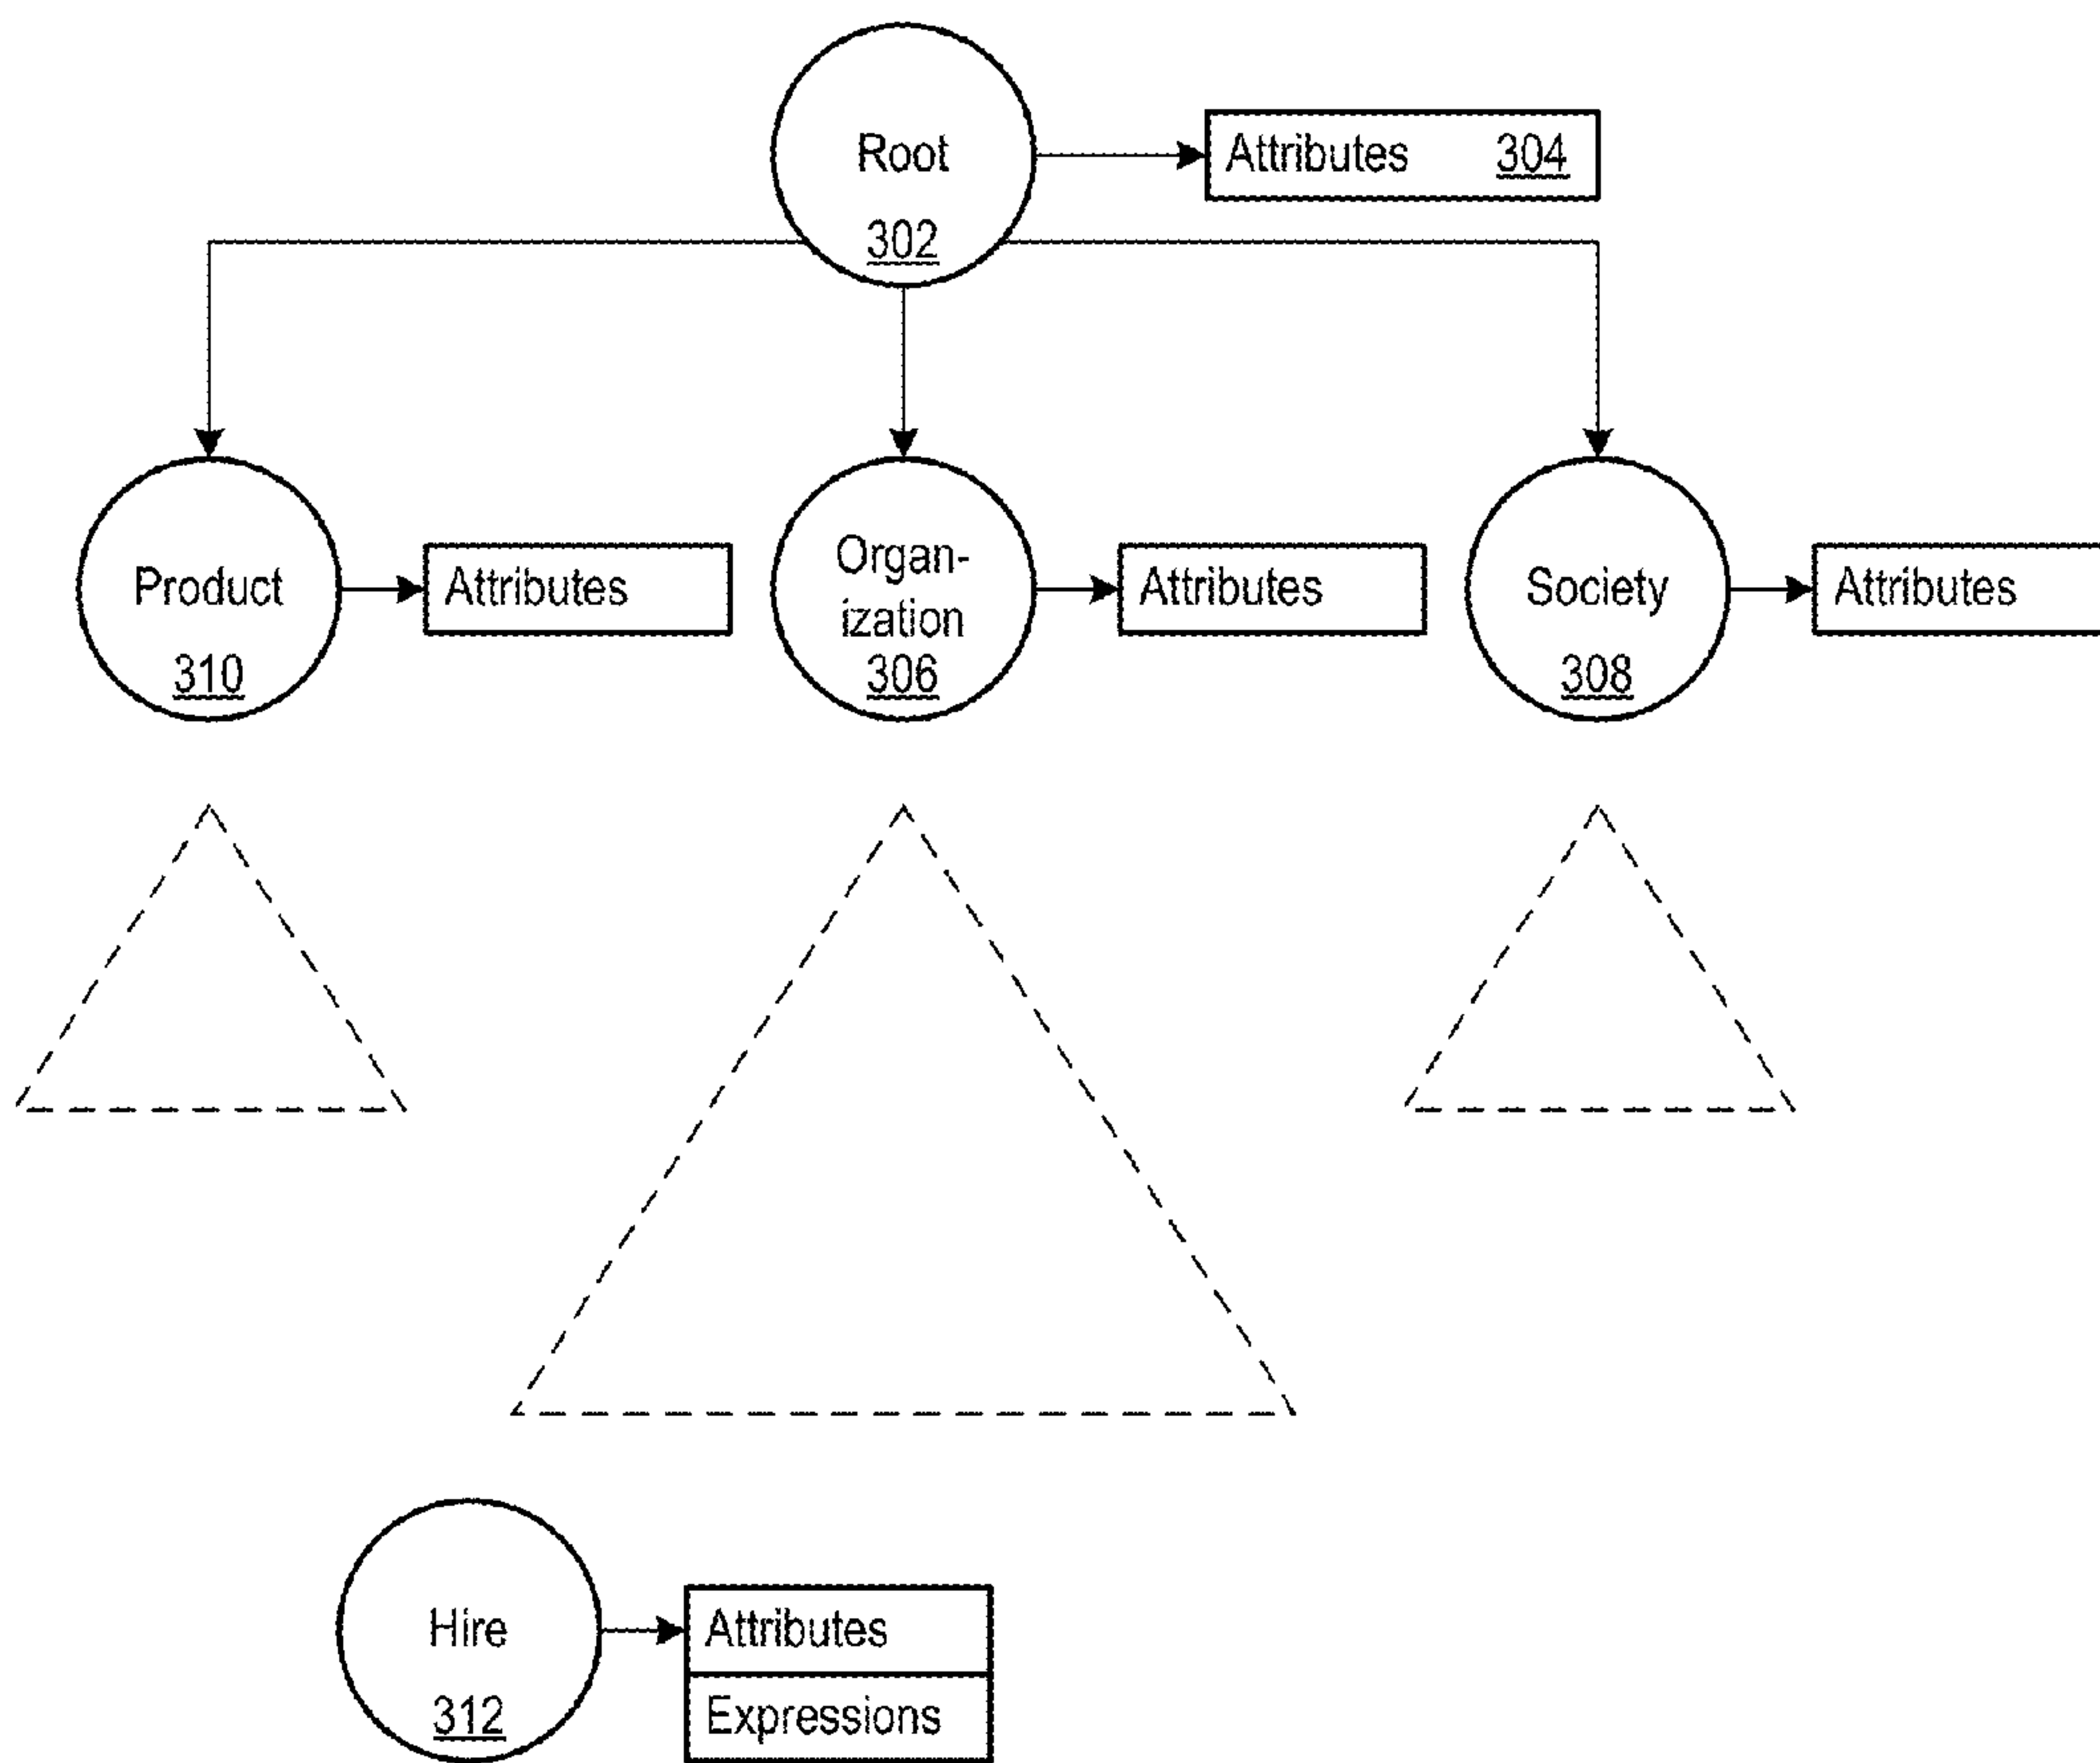 Root
302
Attributes 304
Product
310
Attributes
Organ-
ization
306
Attributes
Society
308
Attributes
Hire
312
Attributes
Expressions